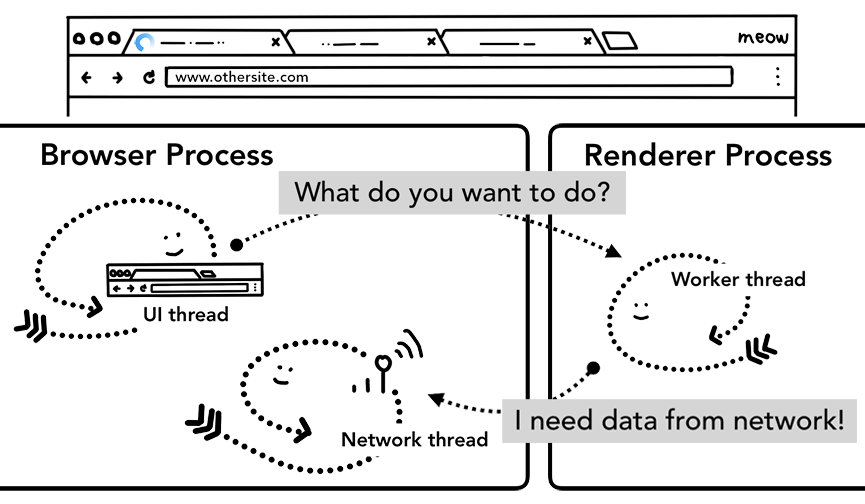 meow
www.othersite.com
Browser Process
Renderer Process
What do you want to do?
Worker thread
UI thread
I need data from network!
Network thread